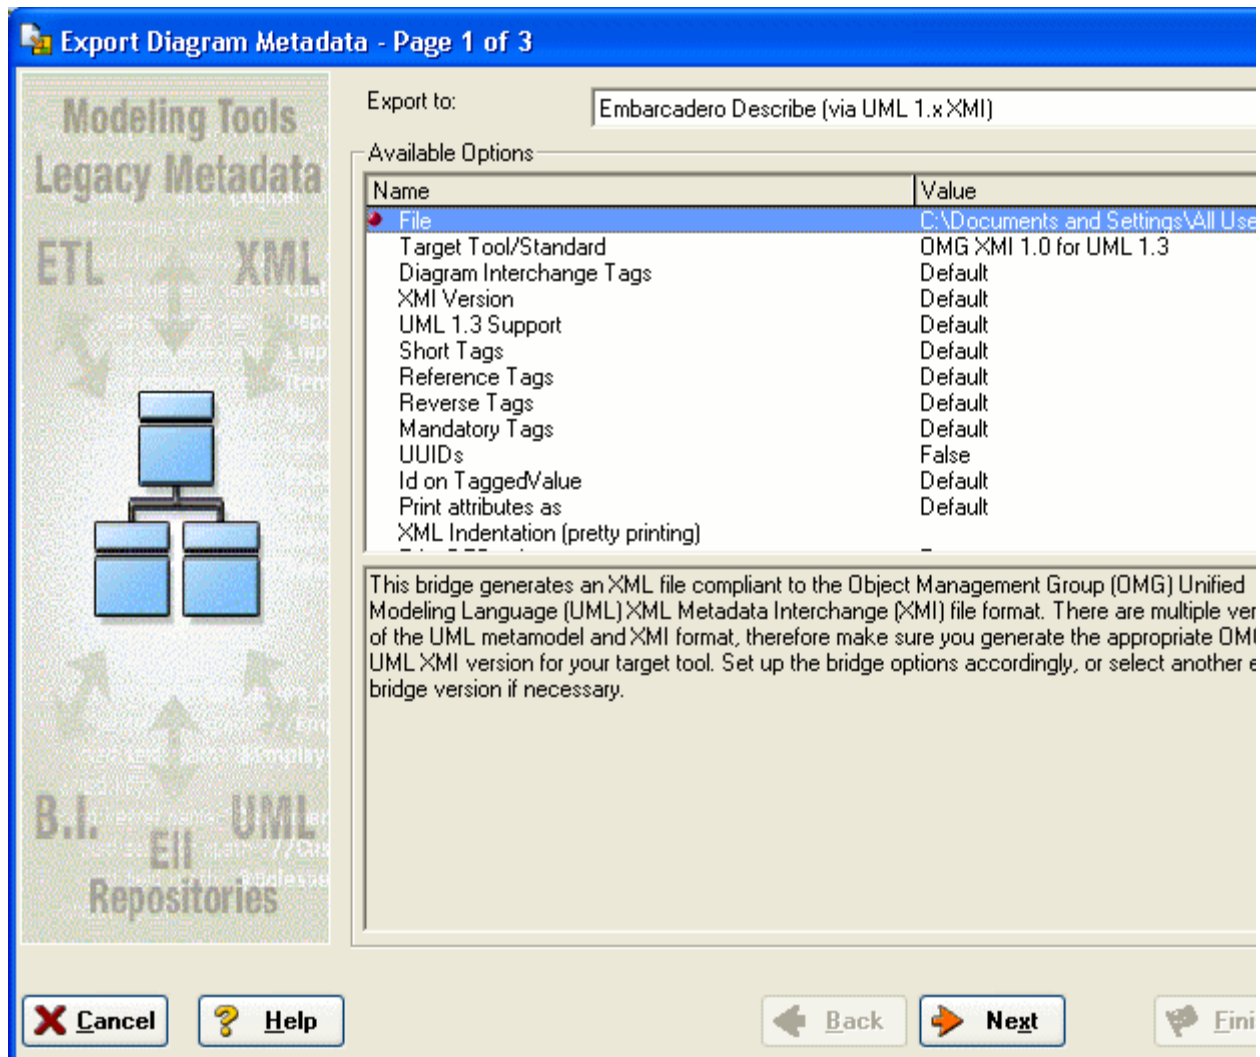 Export Diagram Metadata - Page 1 of 3
Modeling Tools
Legacy Metadata
ETL XML
B.I. UML
EII
Repositories
Export to: Embarcadero Describe (via UML 1.x XMI)
Available Options
Name Value
File C:\Documents and Settings\All Use
Target Tool/Standard OMG XMI 1.0 for UML 1.3
Diagram Interchange Tags Default
XMI Version Default
UML 1.3 Support Default
Short Tags Default
Reference Tags Default
Reverse Tags Default
Mandatory Tags Default
UUIDs False
Id on TaggedValue Default
Print attributes as Default
XML Indentation (pretty printing)
This bridge generates an XML file compliant to the Object Management Group (OMG) Unified
Modeling Language (UML) XML Metadata Interchange (XMI) file format. There are multiple ver
of the UML metamodel and XMI format, therefore make sure you generate the appropriate OMG
UML XMI version for your target tool. Set up the bridge options accordingly, or select another e
bridge version if necessary.
Cancel Help Back Next Fini